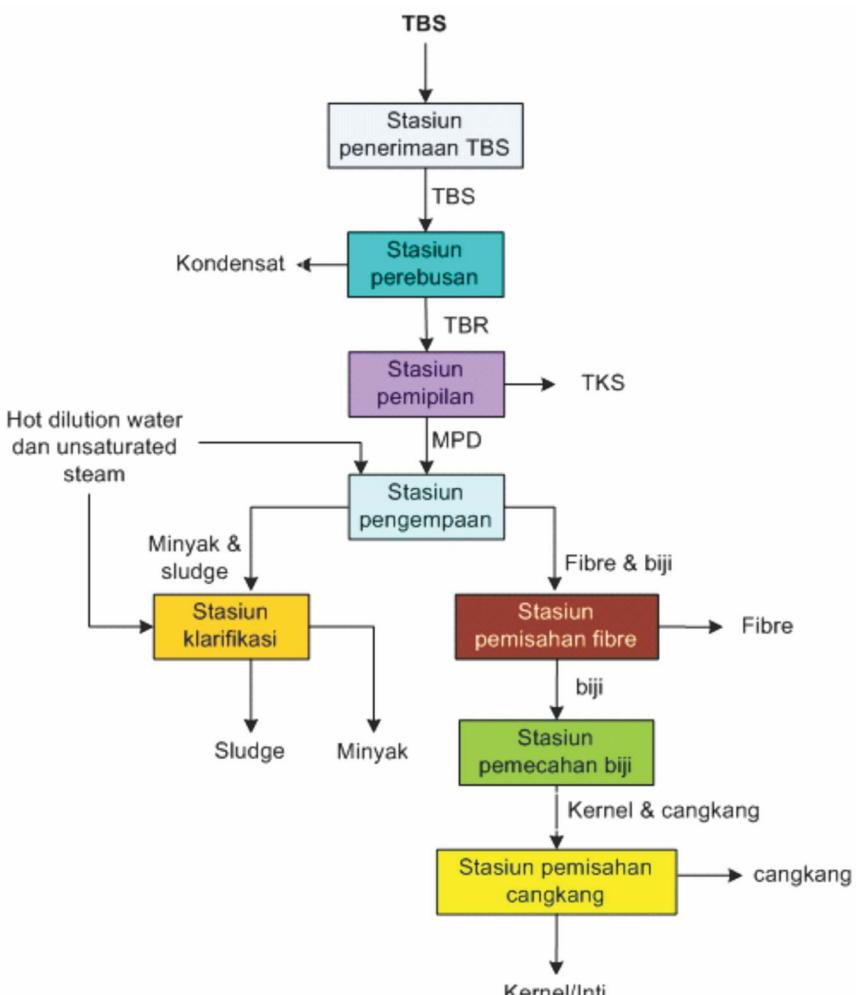 TBS
Stasiun
penerimaan TBS
TBS
Stasiun
perebusan
Kondensat
TBR
Stasiun
pemipilan
TKS
Hot dilution water
dan unsaturated
steam
MPD
Stasiun
pengempaan
Minyak &
sludge
Fibre & biji
Stasiun
klarifikasi
Stasiun
pemisahan fibre
Fibre
biji
Sludge
Minyak
Stasiun
pemecahan biji
Kernel & cangkang
Stasiun pemisahan
cangkang
cangkang
Kernel/Inti